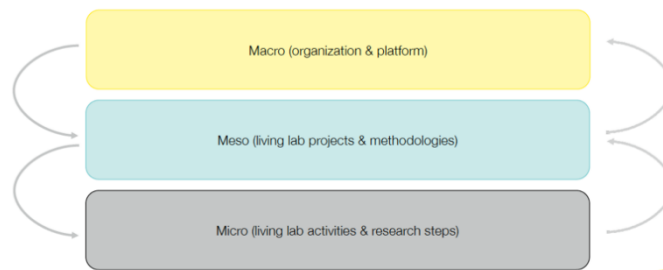 Macro (organization & platform)
Meso (living lab projects & methodologies)
Micro (living lab activities & research steps)